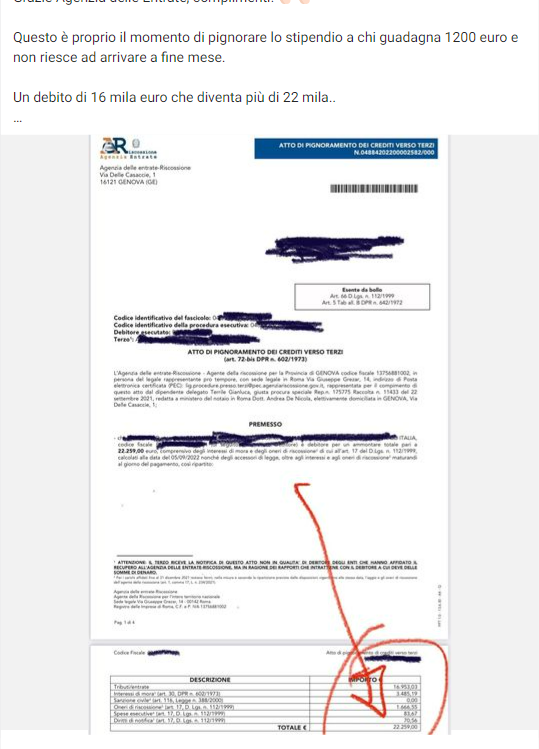 Grazie Agenzia delle Entrate, complimenti!
Questo è proprio il momento di pignorare lo stipendio a chi guadagna 1200 euro e
non riesce ad arrivare a fine mese.
Un debito di 16 mila euro che diventa più di 22 mila..
...
Agenzia delle entrate-Riscossione
Via Delle Casaccie, 1
16121 GENOVA (GE)
ATTO DI PIGNORAMENTO DEI CREDITI VERSO TERZI
N.04884202200002582/000
Esente da bollo
Art. 66 D.Lgs. n. 112/1999
Art. 5 Tab all. B DPR n. 642/1972
Codice identificativo del fascicolo:
Codice identificativo della procedura esecutiva:
Debitore esecutato:
Terzo
ATTO DI PIGNORAMENTO DEI CREDITI VERSO TERZI
(art. 72-bis DPR n. 602/1973)
L'Agenzia delle entrate-Riscossione - Agente della riscossione per la Provincia di GENOVA codice fiscale 13756881002, in
persona del legale rappresentante pro tempore, con sede legale in Roma Via Giuseppe Grezar, 14, indirizzo di Posta
elettronica certificata (PEC): rappresentata per il compimento di
questo atto del dipendente delegato Terrile Gianluca, giusta procura speciale Rep.n. 175775 Raccolta n. 11433 del 22
settembre 2021, redatta a ministero del notaio in Roma Dott. Andrea De Nicola, elettivamente domiciliata in GENOVA, Via
Delle Casaccie, 1;
PREMESSO
ITALIA,
codice fiscale è debitore per un ammontare totale pari a
22.259,00 euro, comprensivo degli interessi di mora e degli oneri di riscossione di cui all'art. 17 del D.Lgs. n. 112/1999,
calcolati alla data del 05/09/2022 nonché degli accessori di legge, oltre agli interessi e agli oneri di riscossione maturandi
al giorno del pagamento, così ripartito:
ATTENZIONE: IL TERZO RICEVE LA NOTIFICA DI QUESTO ATTO NON IN QUALITA' DI DEBITORE DEGLI ENTI CHE HANNO AFFIDATO IL
RECUPERO ALL'AGENZIA DELLE ENTRATE-RISCOSSIONE, MA IN RAGIONE DEI RAPPORTI CHE INTRATTIENE CON IL DEBITORE A CUI DEVE DELLE
SOMME DI DENARO.
Agenzia delle entrate-Riscossione
Agente della Riscossione per l'intero territorio nazionale
Sede legale Via Giuseppe Grezar, 14 - 00142 Roma
Registro delle Imprese di Roma, C.F. e P. IVA 13756881002
Pag. 1 di 4
Codice Fiscale
Atto di pignoramento di crediti verso terzi
DESCRIZIONE IMPORTO €
Tributi/entrate 16.953,03
Interessi di mora (art. 30, DPR n. 602/1973) 3.485,19
Sanzione civile (art. 116, Legge n. 388/2000) 0,00
Oneri di riscossione (art. 17, D.Lgs. n. 112/1999) 1.666,55
Spese esecutive (art. 17, D.Lgs. n. 112/1999) 83,67
Diritti di notifica (art. 17, D.Lgs. n. 112/1999) 70,56
TOTALE € 22.259,00